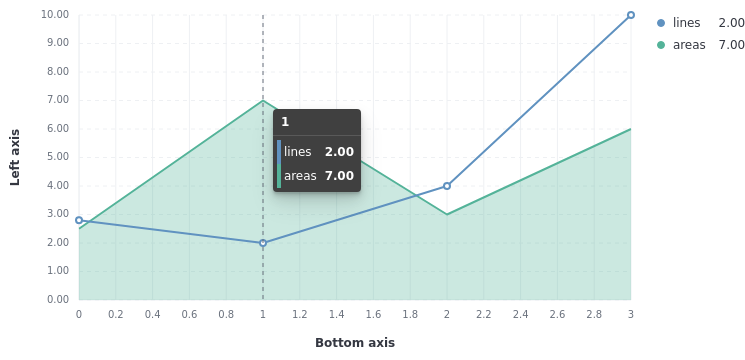 10.00
9.00
8.00
7.00
6.00
5.00
4.00
3.00
2.00
1.00
0.00
Left axis
0 0.2 0.4 0.6 0.8 1 1.2 1.4 1.6 1.8 2 2.2 2.4 2.6 2.8 3
Bottom axis
1
lines 2.00
areas 7.00
lines 2.00
areas 7.00